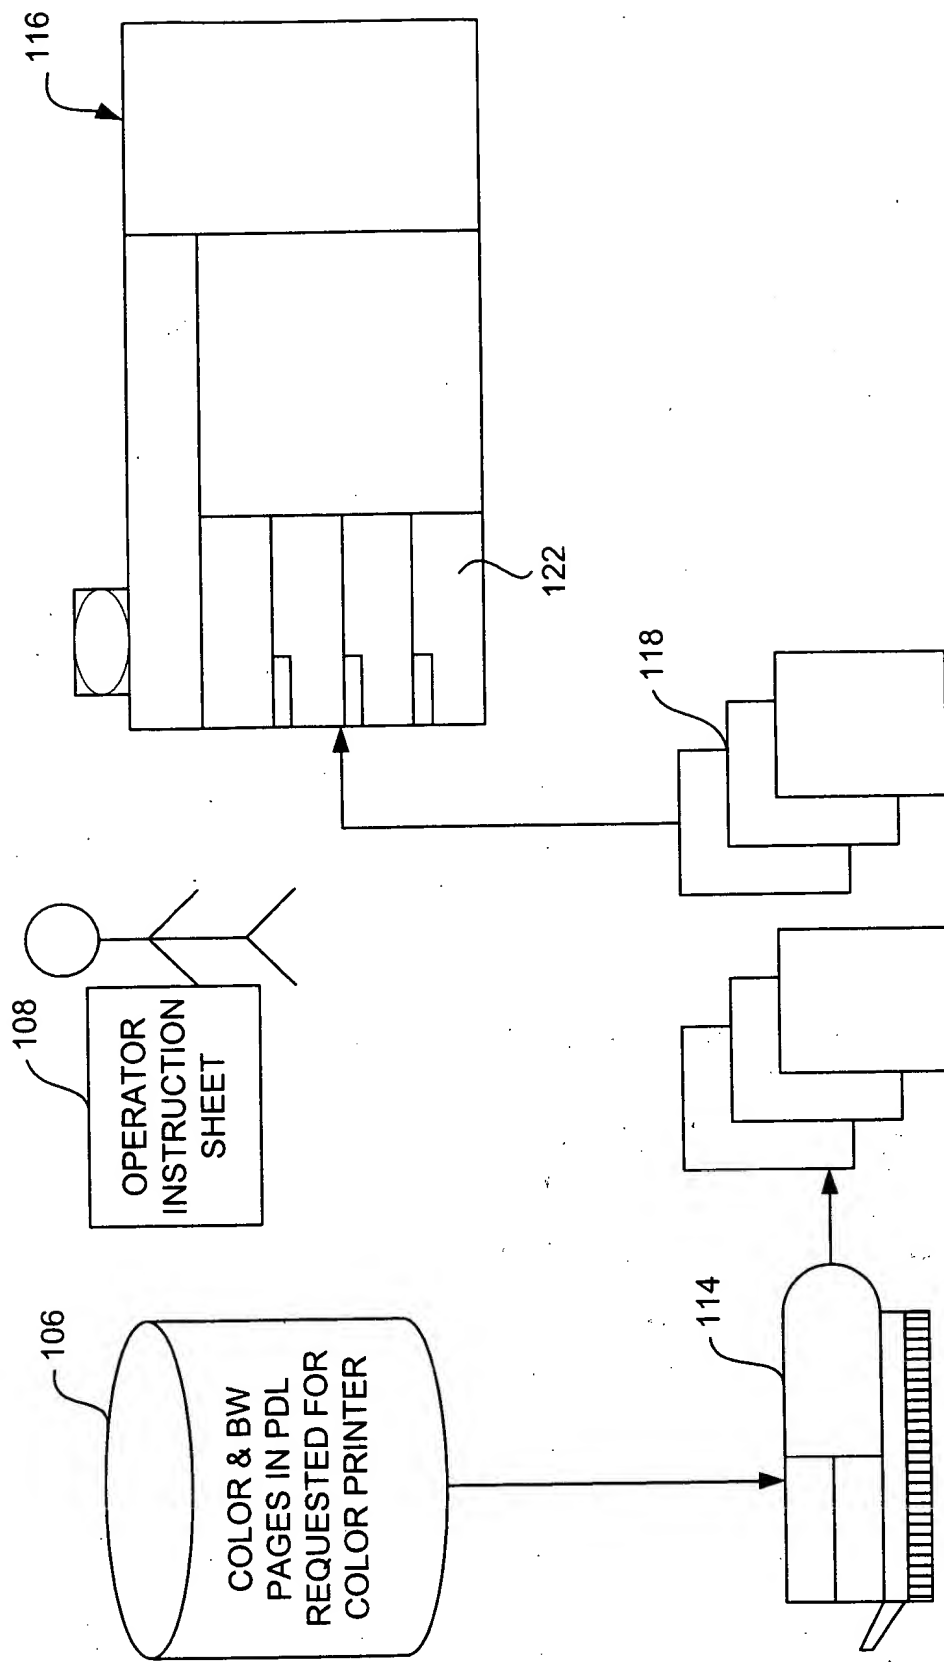 106
COLOR & BW
PAGES IN PDL
REQUESTED FOR
COLOR PRINTER
108
OPERATOR
INSTRUCTION
SHEET
116
122
114
118